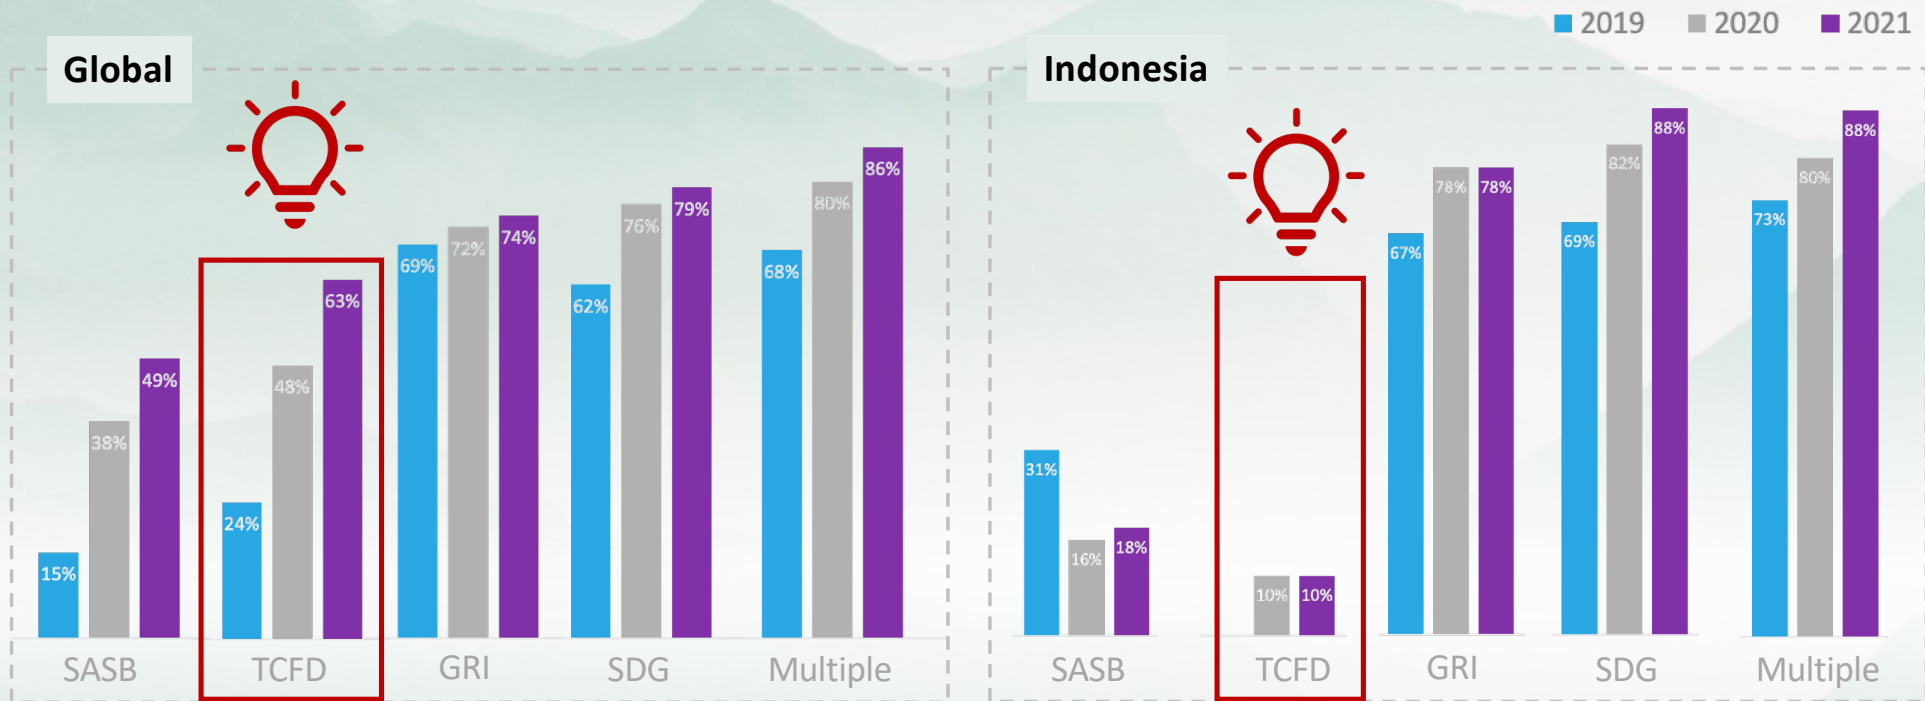 2019 2020 2021
Global
15% 38% 49%
24% 48% 63%
69% 72% 74%
62% 76% 79%
68% 80% 86%
SASB TCFD GRI SDG Multiple
Indonesia
31% 16% 18%
10% 10%
67% 78% 78%
69% 82% 88%
73% 80% 88%
SASB TCFD GRI SDG Multiple